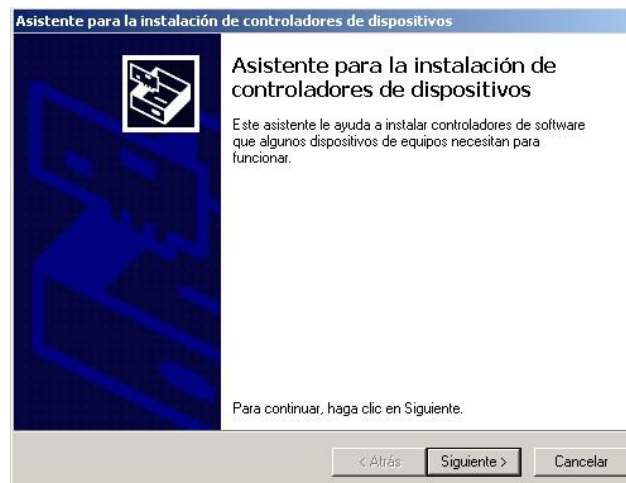 Asistente para la instalación de controladores de dispositivos
Asistente para la instalación de
controladores de dispositivos
Este asistente le ayuda a instalar controladores de software
que algunos dispositivos de equipos necesitan para
funcionar.
Para continuar, haga clic en Siguiente.
< Atrás
Siguiente >
Cancelar